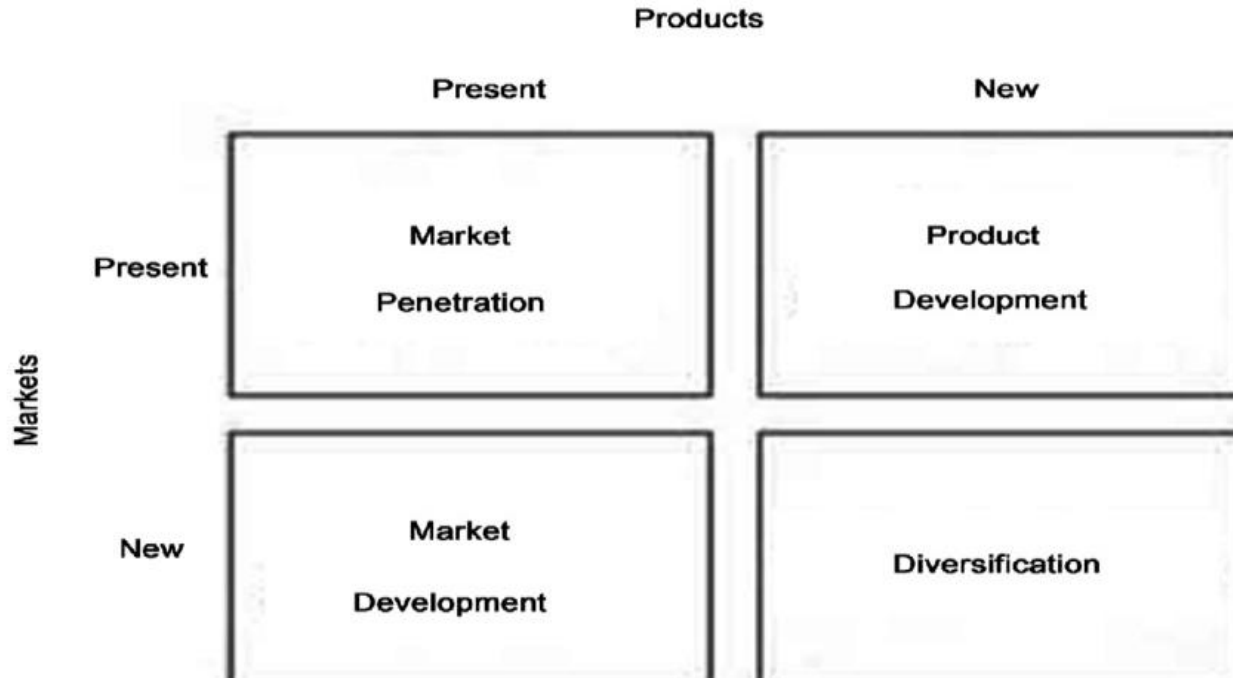 Products
Present
New
Present
Market
Penetration
Product
Development
Markets
New
Market
Development
Diversification